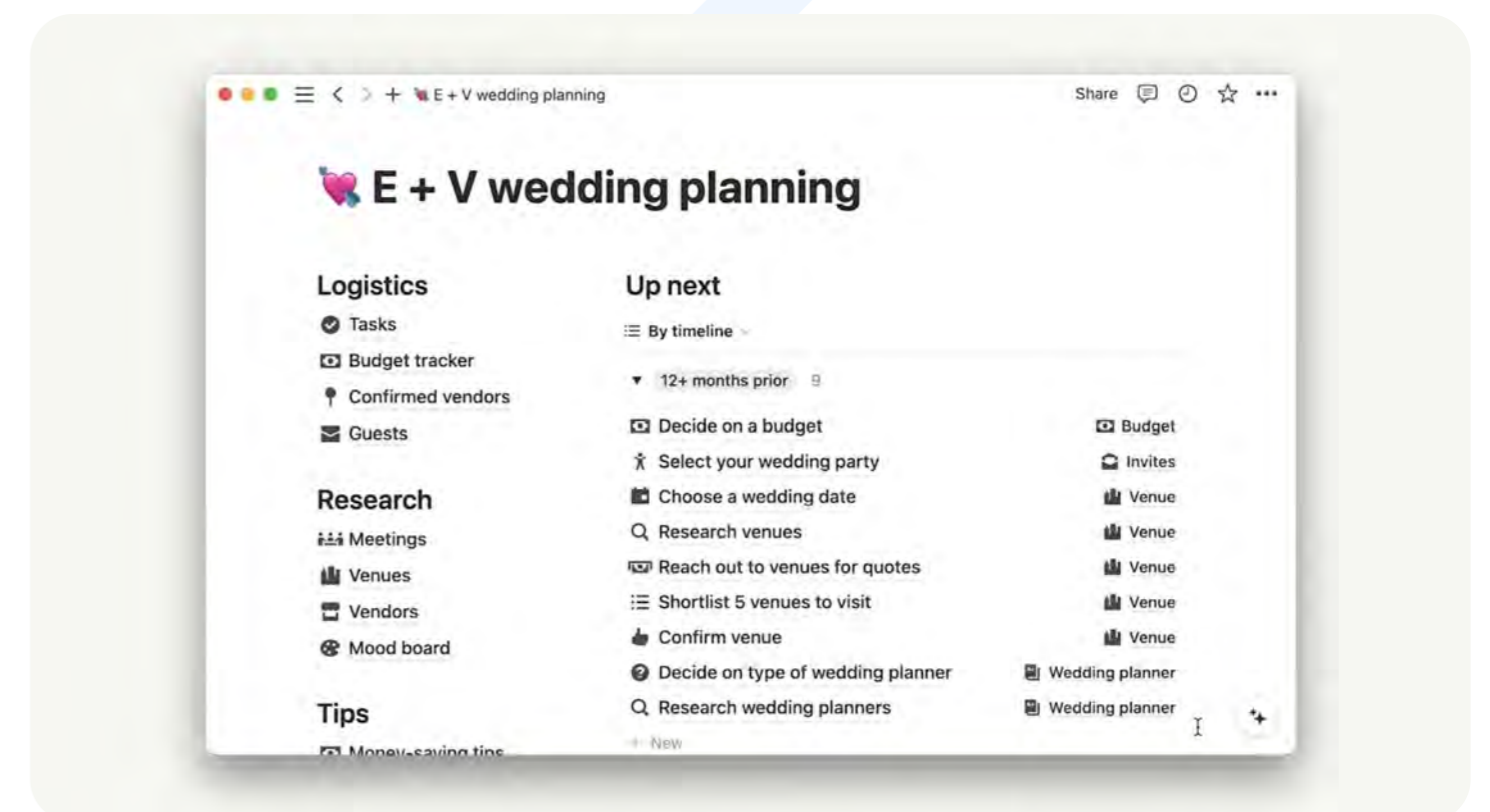 E + V wedding planning
Share
E + V wedding planning
Logistics
Tasks
Budget tracker
Confirmed vendors
Guests
Research
Meetings
Venues
Vendors
Mood board
Tips
Money-saving tips
Up next
By timeline
12+ months prior 9
Decide on a budget Budget
Select your wedding party Invites
Choose a wedding date Venue
Research venues Venue
Reach out to venues for quotes Venue
Shortlist 5 venues to visit Venue
Confirm venue Venue
Decide on type of wedding planner Wedding planner
Research wedding planners Wedding planner
+ New